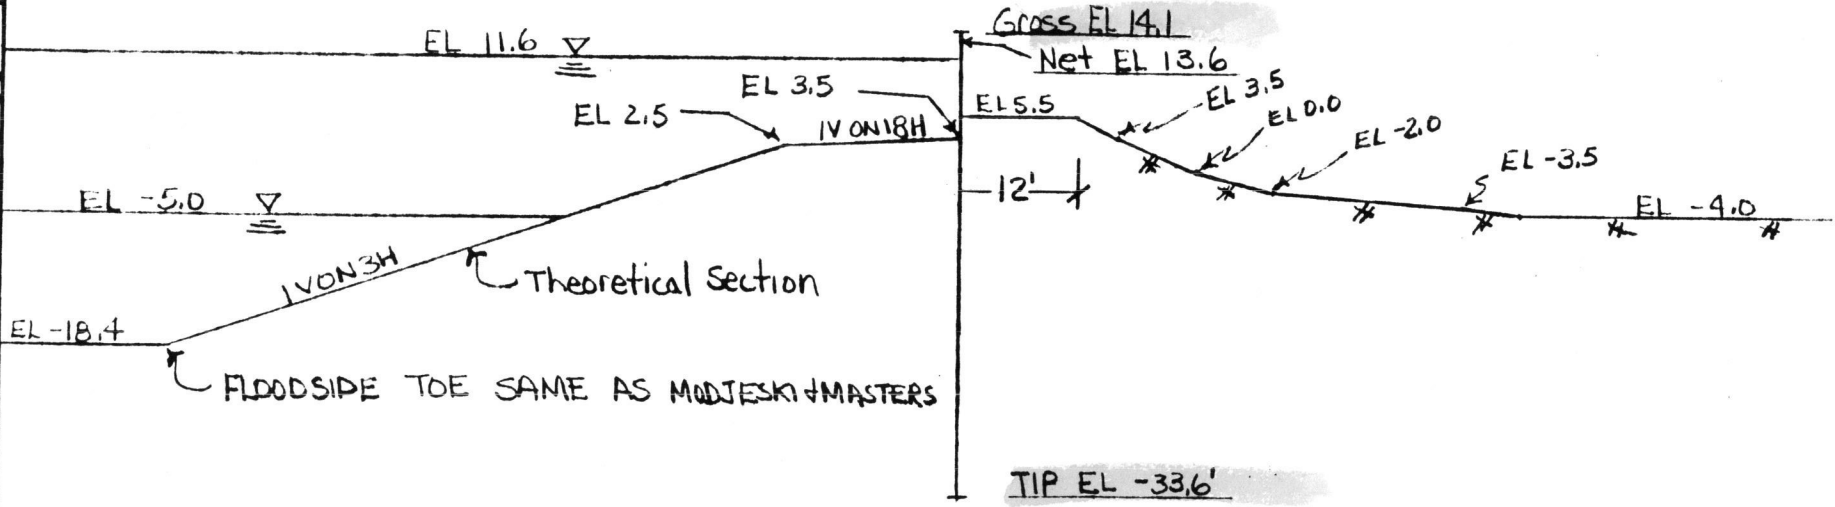 Gross EL 14.1
EL 11.6
Net EL 13.6
EL 3.5
EL 2.5
1V ON 18H
EL 5.5
EL 3.5
EL 0.0
EL -2.0
EL -3.5
12'
EL -5.0
EL -4.0
1V ON 3H
Theoretical Section
EL -18.4
FLOODSIDE TOE SAME AS MODJESKI & MASTERS
TIP EL -33.6'